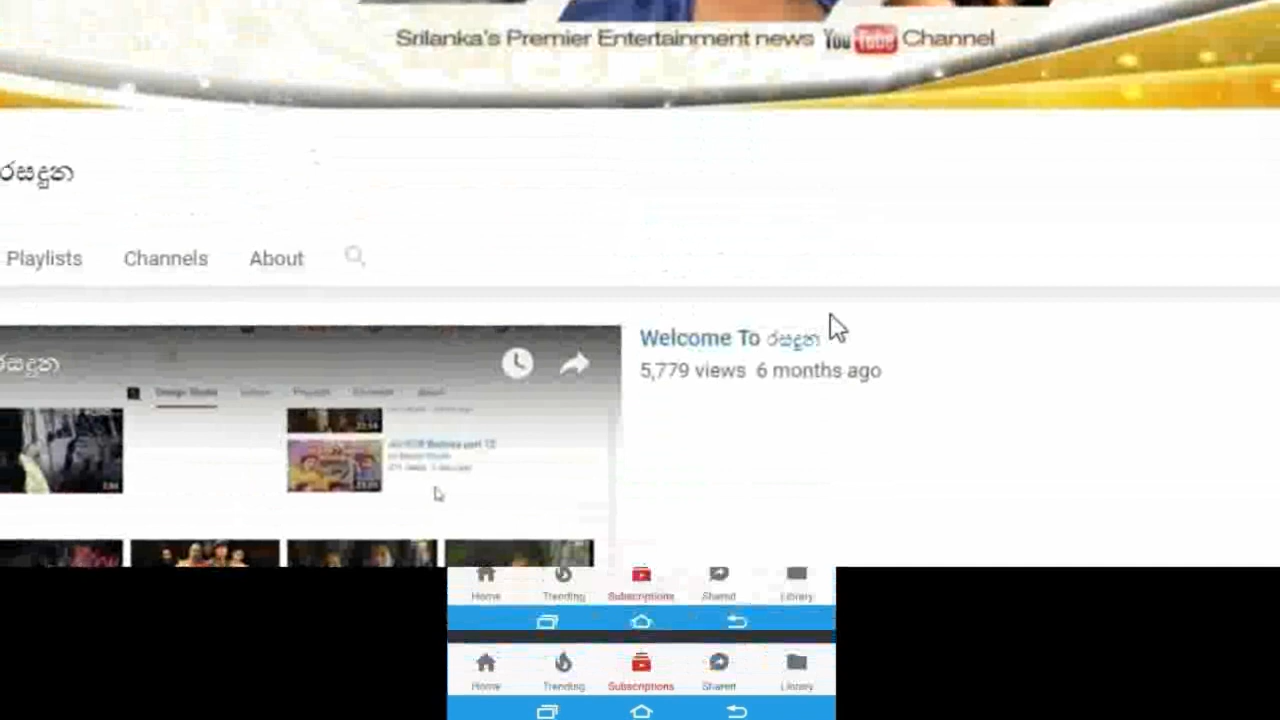 Srilanka's Premier Entertainment news YouTube Channel
රසදුන
Playlists Channels About
රසදුන
Welcome To රසදුන
5,779 views 6 months ago
Home Trending Subscriptions Shared Library
Home Trending Subscriptions Shared Library